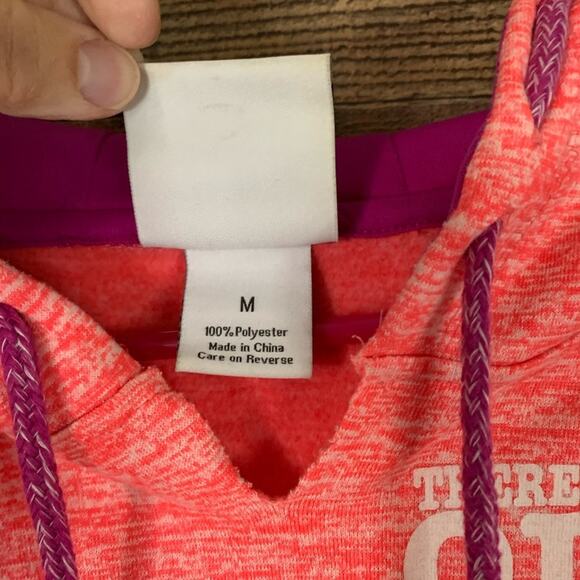 M
100% Polyester
Made in China
Care on Reverse
THERE